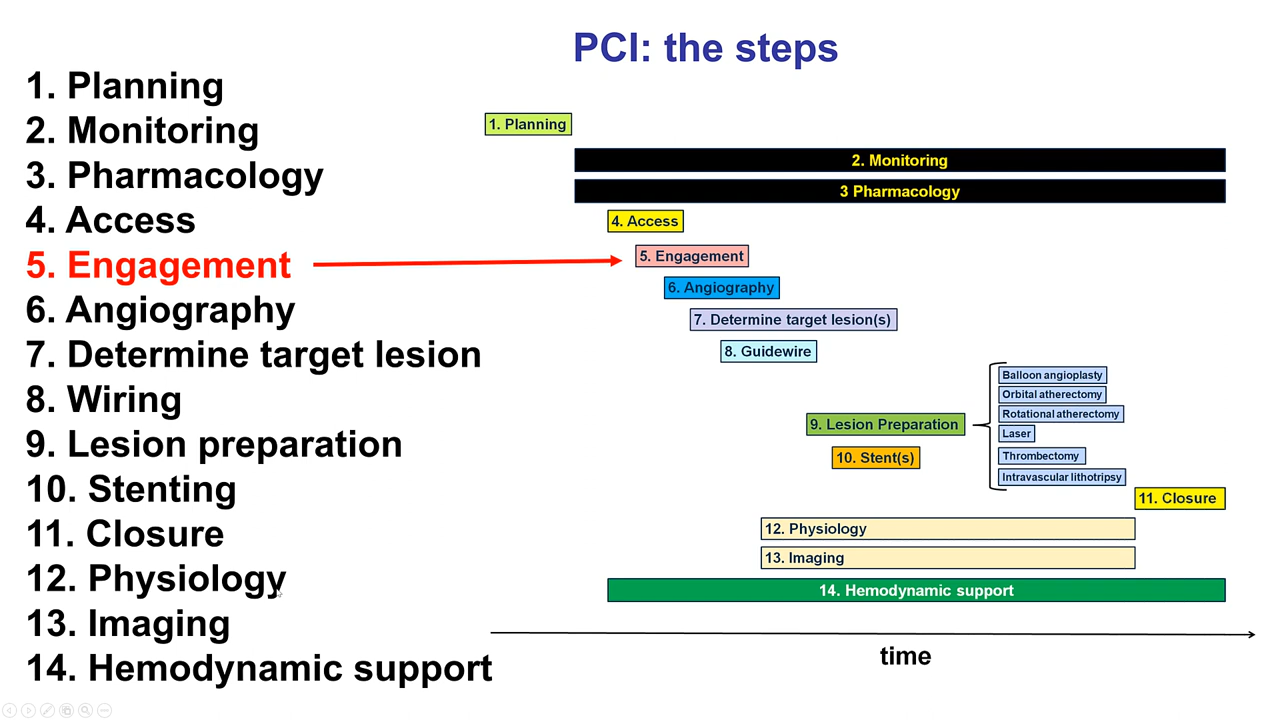 PCI: the steps
1. Planning
2. Monitoring
3. Pharmacology
4. Access
5. Engagement
6. Angiography
7. Determine target lesion
8. Wiring
9. Lesion preparation
10. Stenting
11. Closure
12. Physiology
13. Imaging
14. Hemodynamic support
1. Planning
2. Monitoring
3 Pharmacology
4. Access
5. Engagement
6. Angiography
7. Determine target lesion(s)
8. Guidewire
9. Lesion Preparation
Balloon angioplasty
Orbital atherectomy
Rotational atherectomy
Laser
Thrombectomy
Intravascular lithotripsy
10. Stent(s)
11. Closure
12. Physiology
13. Imaging
14. Hemodynamic support
time